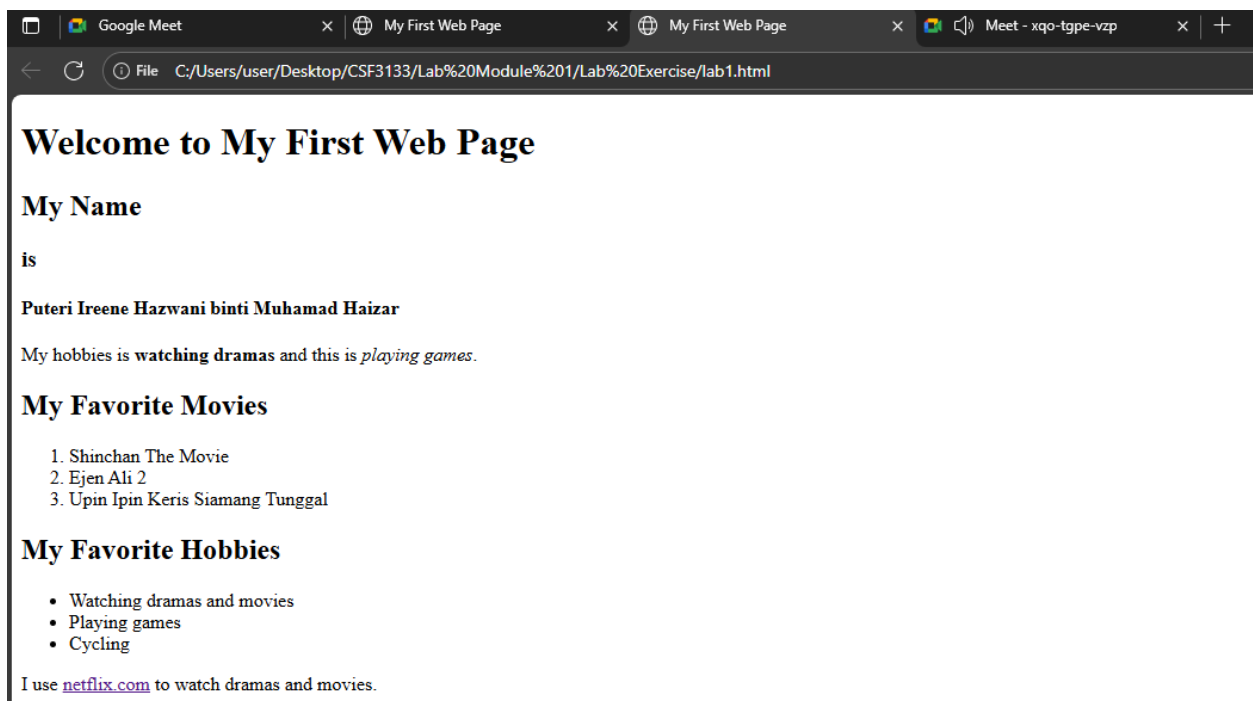 Google Meet
My First Web Page
My First Web Page
Meet - xqo-tgpe-vzp
File C:/Users/user/Desktop/CSF3133/Lab%20Module%201/Lab%20Exercise/lab1.html
Welcome to My First Web Page
My Name
is
Puteri Ireene Hazwani binti Muhamad Haizar
My hobbies is watching dramas and this is playing games.
My Favorite Movies
1. Shinchan The Movie
2. Ejen Ali 2
3. Upin Ipin Keris Siamang Tunggal
My Favorite Hobbies
• Watching dramas and movies
• Playing games
• Cycling
I use netflix.com to watch dramas and movies.